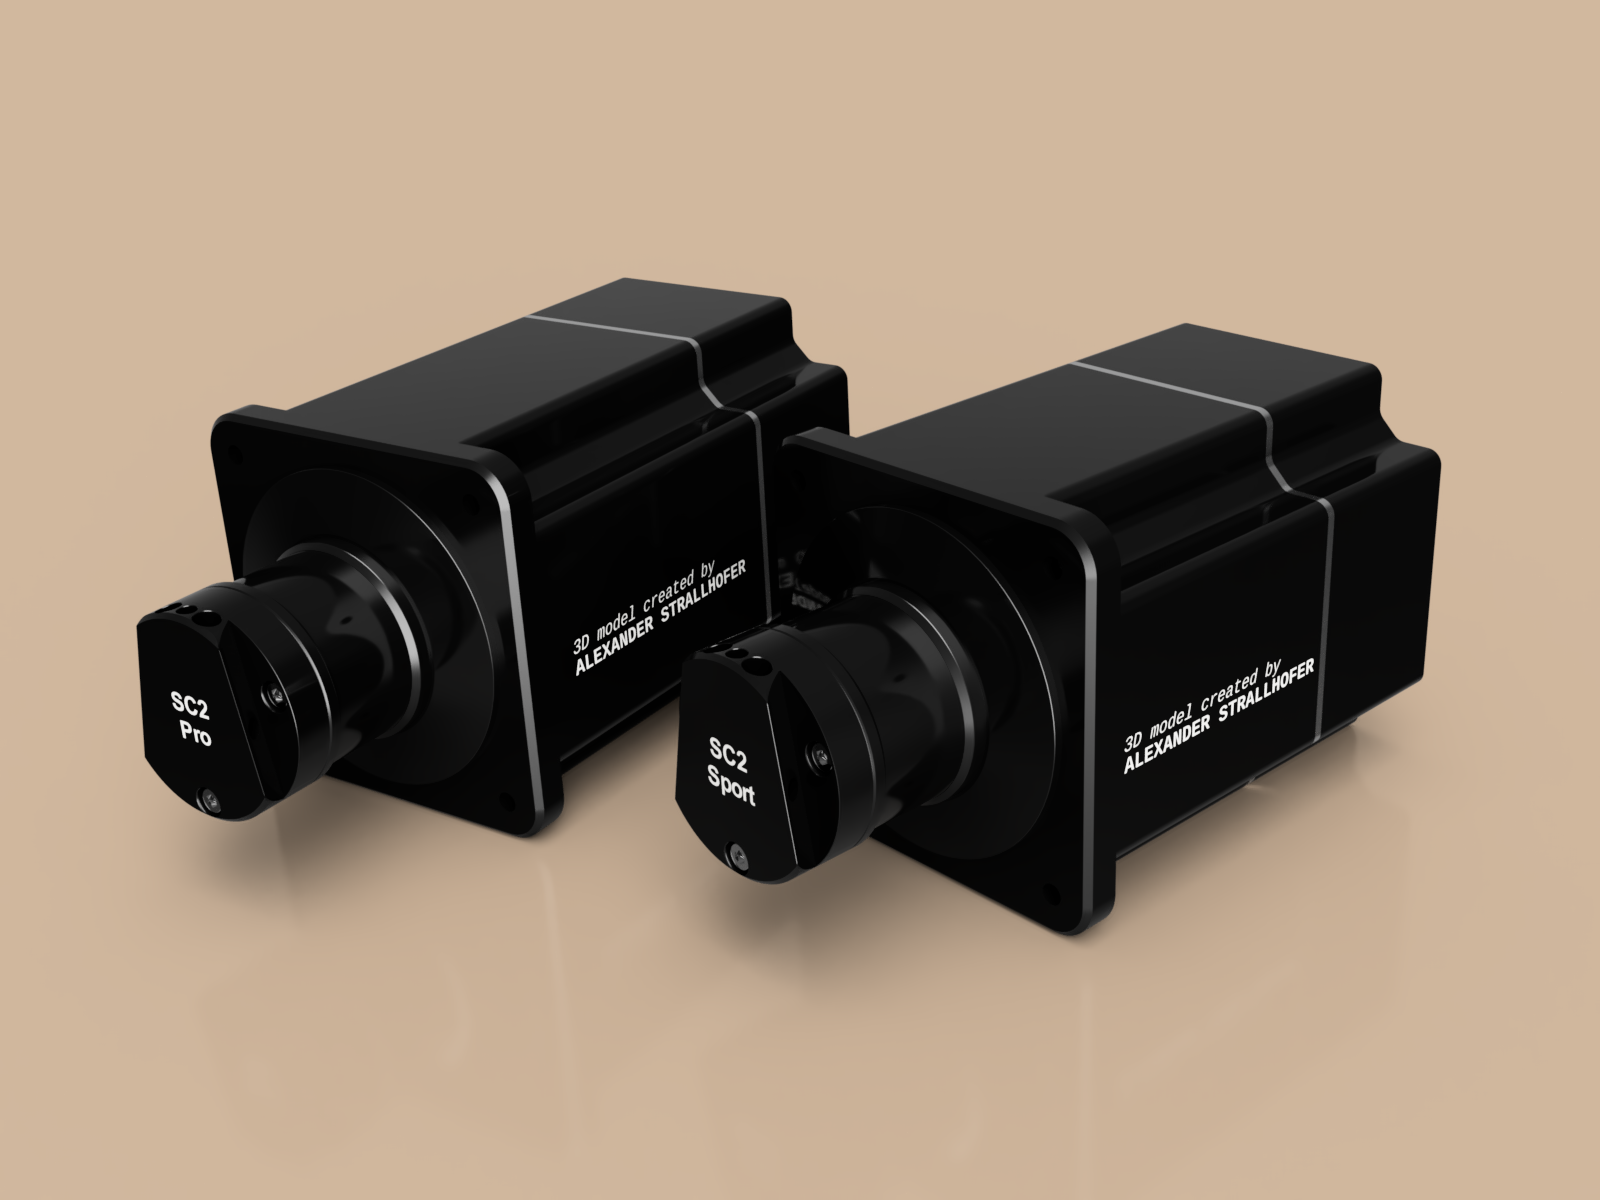 3D model created by
ALEXANDER STRALLHOFER
SC2
Pro
3D model created by
ALEXANDER STRALLHOFER
SC2
Sport